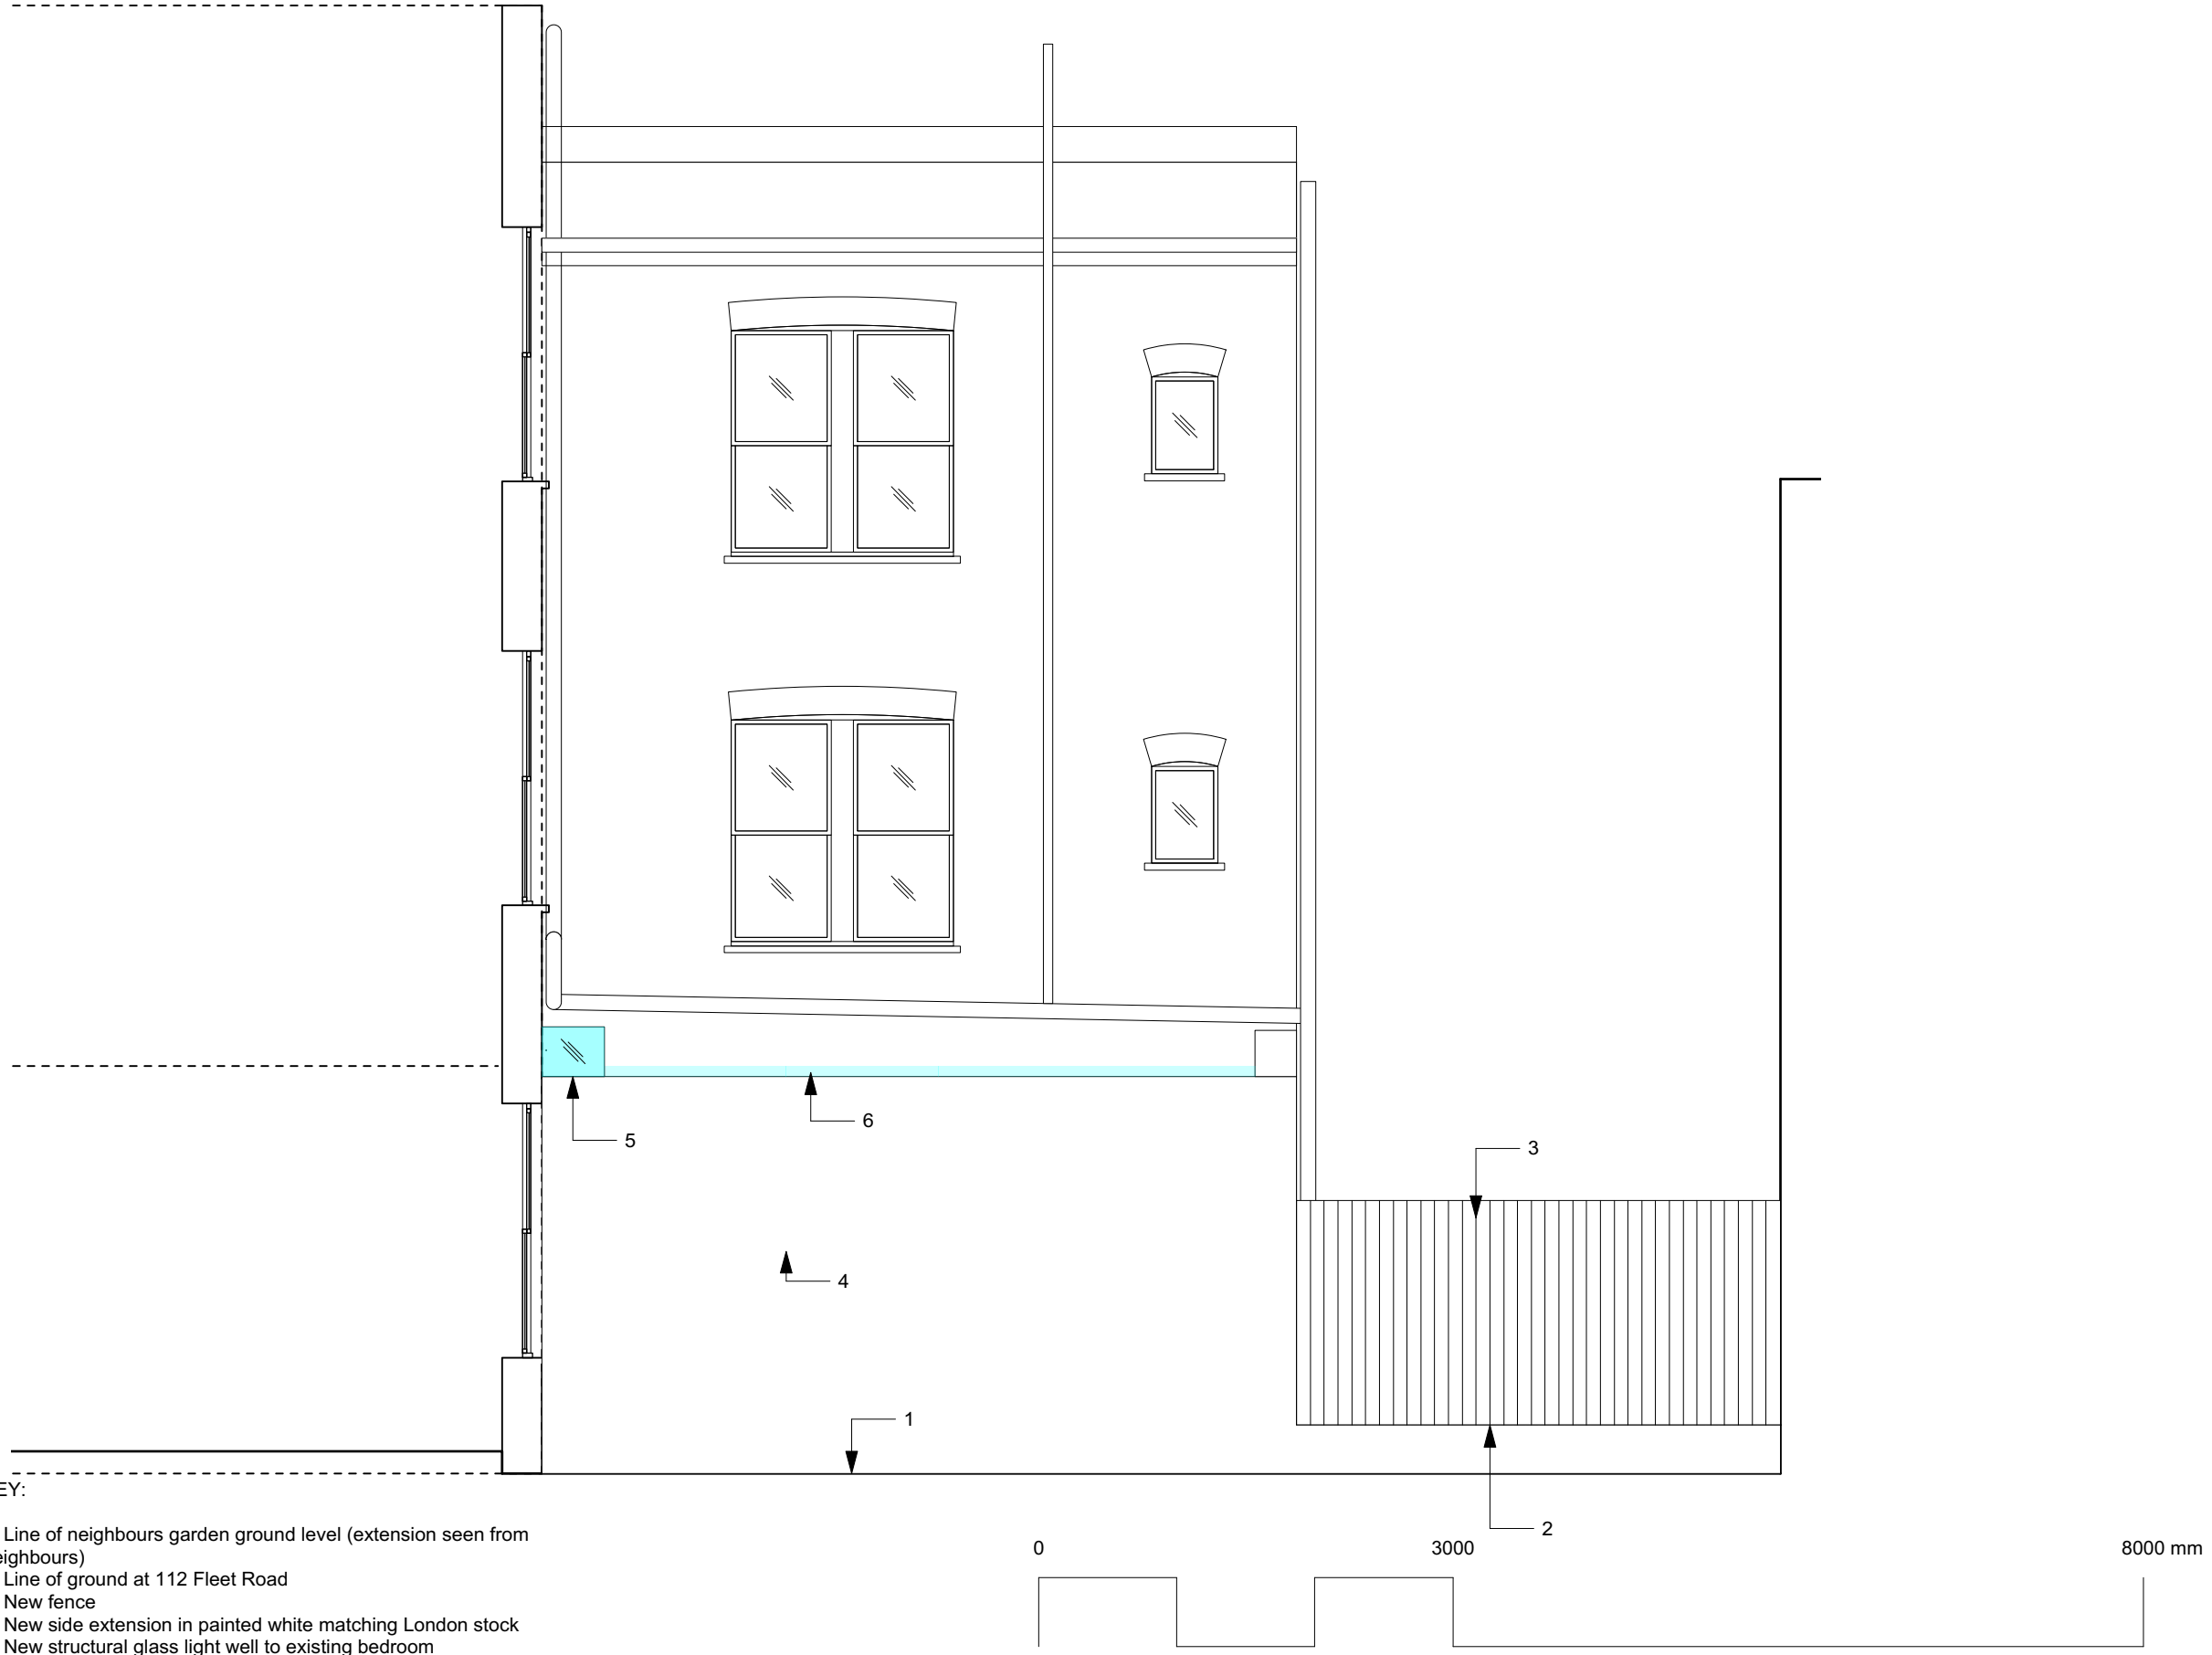 3
6
5
4
1
2
EY:
Line of neighbours garden ground level (extension seen from
eighbours)
Line of ground at 112 Fleet Road
New fence
New side extension in painted white matching London stock
New structural glass light well to existing bedroom
0 3000 8000 mm